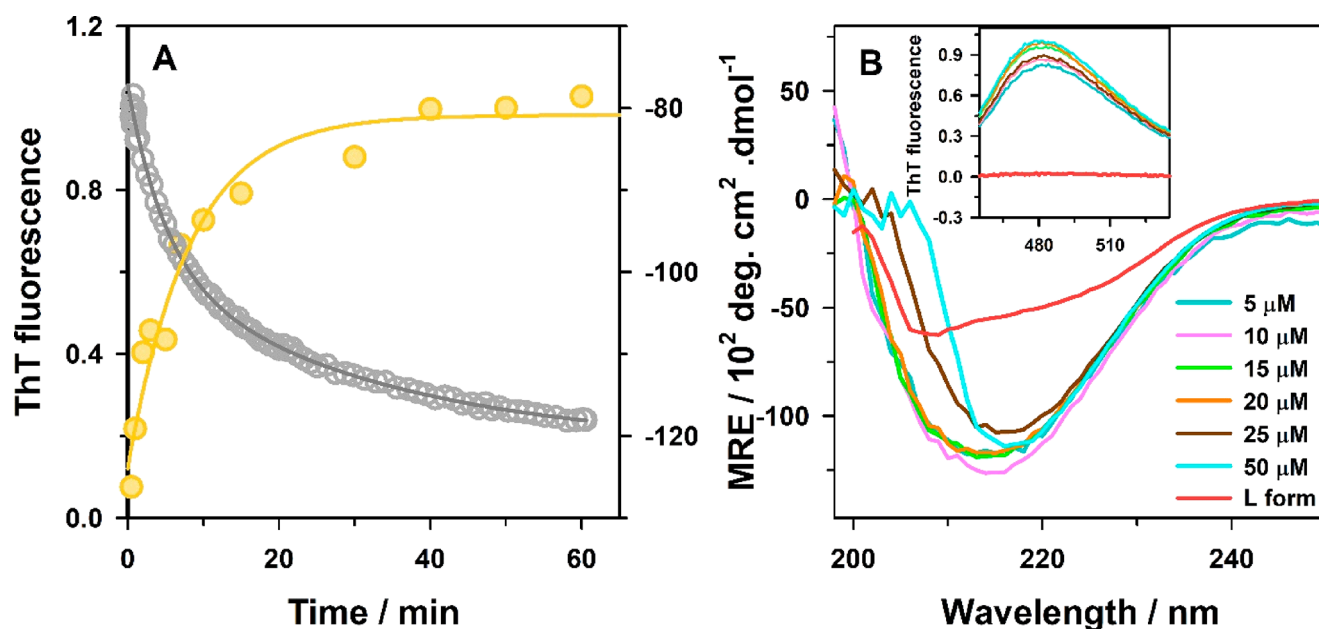 A
ThT fluorescence
1.2
0.8
0.4
0.0
0
20
40
60
Time / min
-80
-100
-120
MRE / 10² deg. cm² .dmol⁻¹
B
50
0
-50
-100
200
220
240
Wavelength / nm
ThT fluorescence
0.9
0.6
0.3
0.0
-0.3
480
510
5 µM
10 µM
15 µM
20 µM
25 µM
50 µM
L form